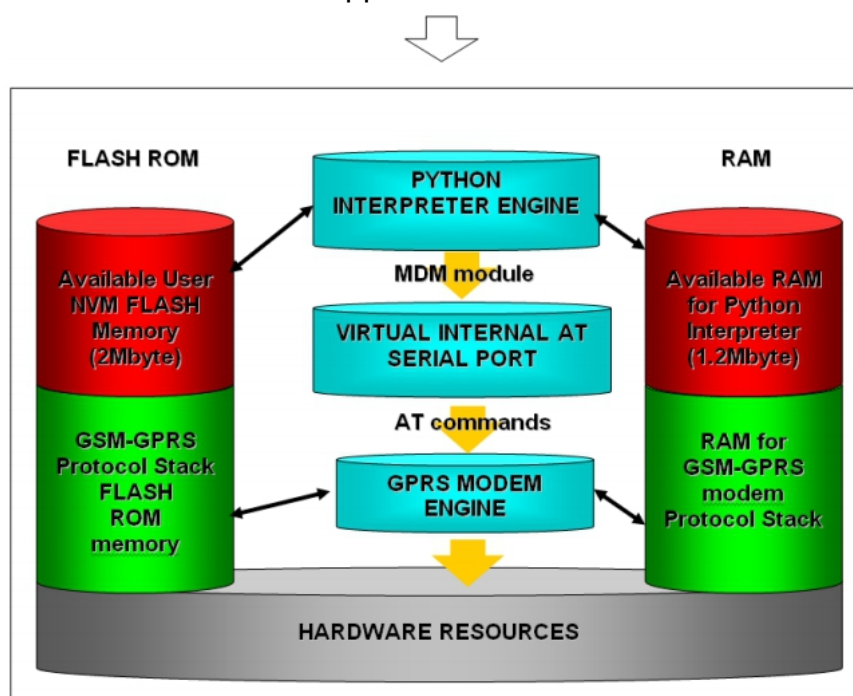 FLASH ROM
RAM
PYTHON
INTERPRETER ENGINE
MDM module
Available User
NVM FLASH
Memory
(2Mbyte)
VIRTUAL INTERNAL AT
SERIAL PORT
Available RAM
for Python
Interpreter
(1.2Mbyte)
AT commands
GSM-GPRS
Protocol Stack
FLASH
ROM
memory
GPRS MODEM
ENGINE
RAM for
GSM-GPRS
modem
Protocol Stack
HARDWARE RESOURCES